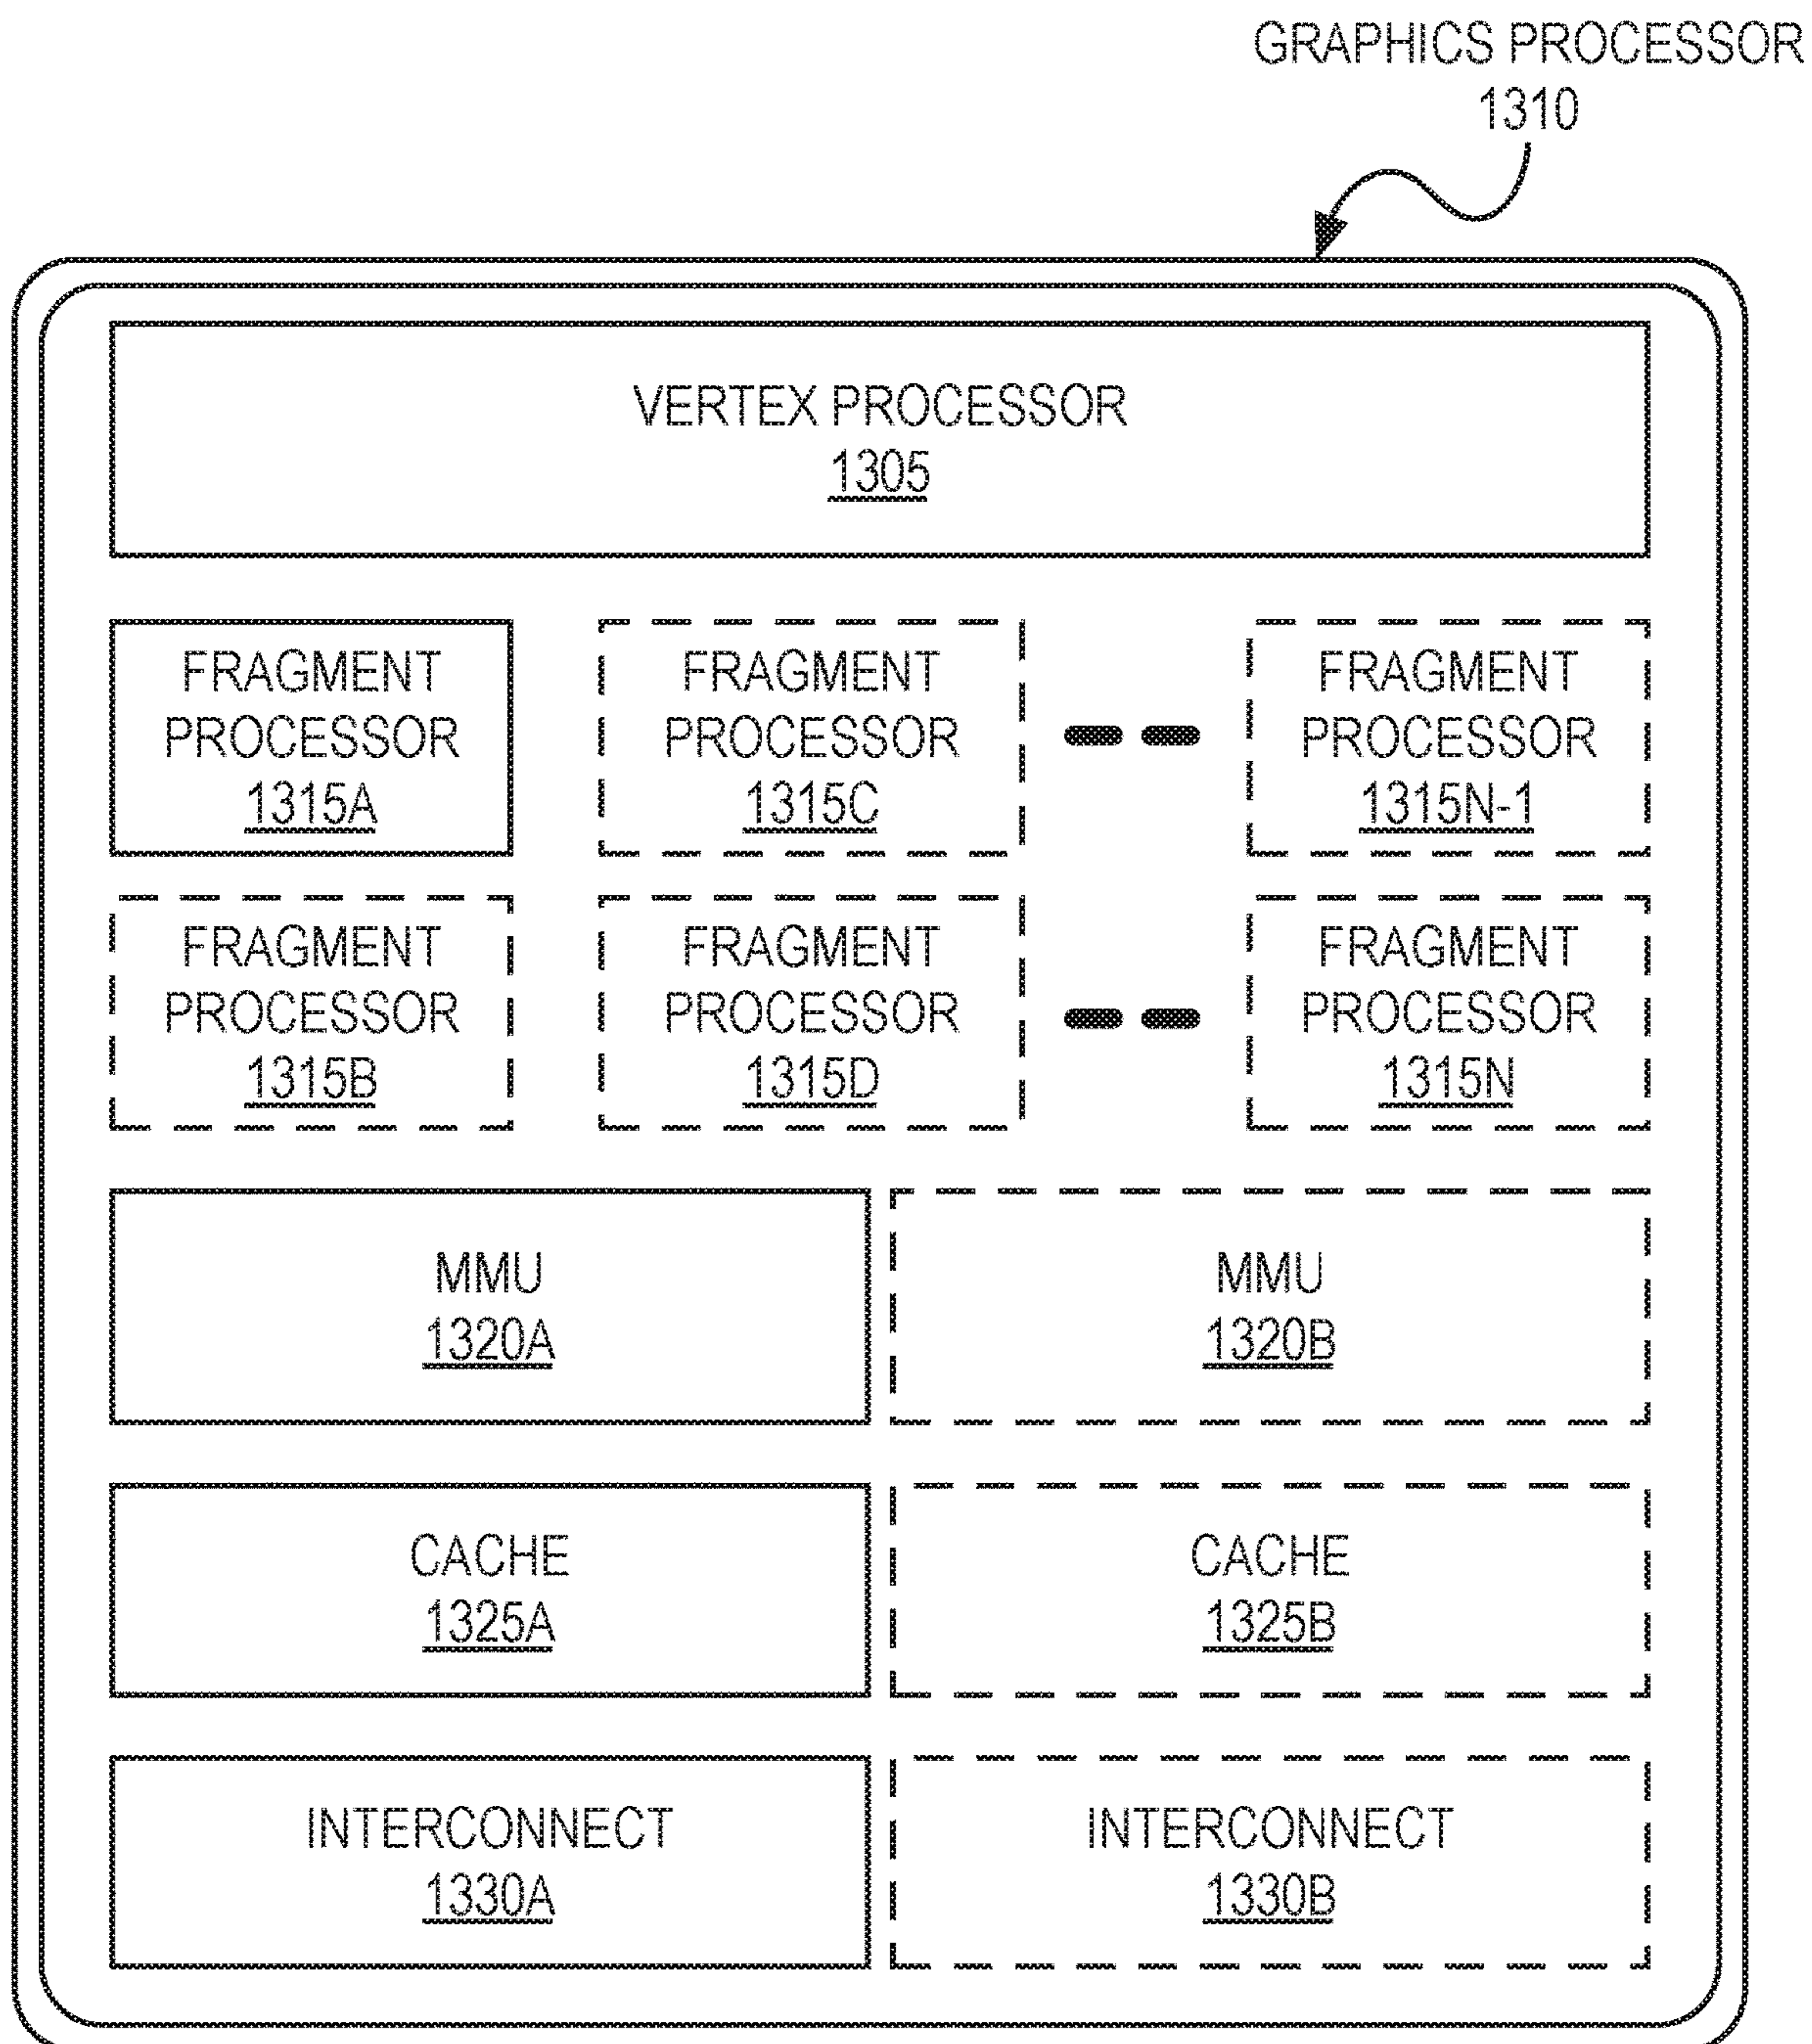 GRAPHICS PROCESSOR
1310
VERTEX PROCESSOR
1305
FRAGMENT
PROCESSOR
1315A
FRAGMENT
PROCESSOR
1315C
FRAGMENT
PROCESSOR
1315N-1
FRAGMENT
PROCESSOR
1315B
FRAGMENT
PROCESSOR
1315D
FRAGMENT
PROCESSOR
1315N
MMU
1320A
MMU
1320B
CACHE
1325A
CACHE
1325B
INTERCONNECT
1330A
INTERCONNECT
1330B